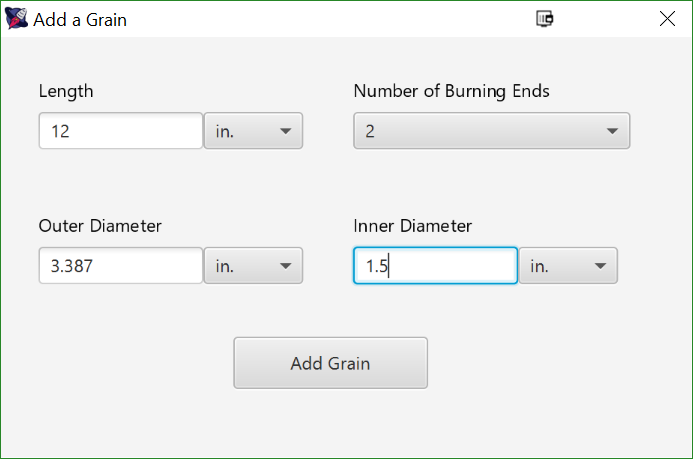 Add a Grain
Length
Number of Burning Ends
12 in.
2
Outer Diameter
Inner Diameter
3.387 in.
1.5 in.
Add Grain